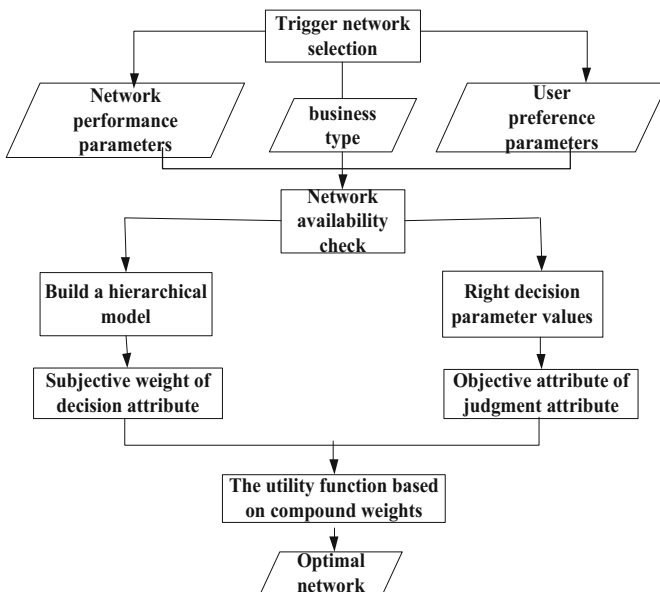 Trigger network
selection
Network
performance
parameters
business
type
User
preference
parameters
Network
availability
check
Build a hierarchical
model
Right decision
parameter values
Subjective weight of
decision attribute
Objective attribute of
judgment attribute
The utility function based
on compound weights
Optimal
network